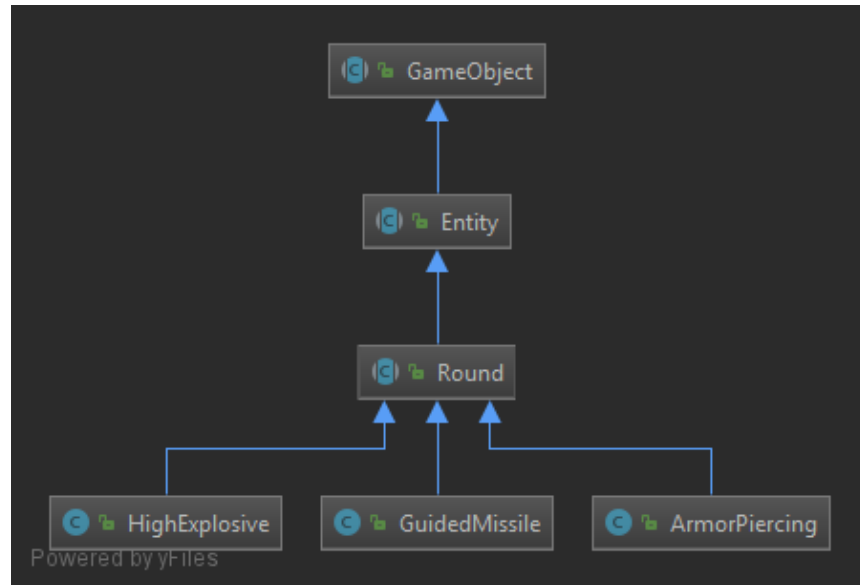 GameObject
Entity
Round
HighExplosive
GuidedMissile
ArmorPiercing
Powered by yFiles